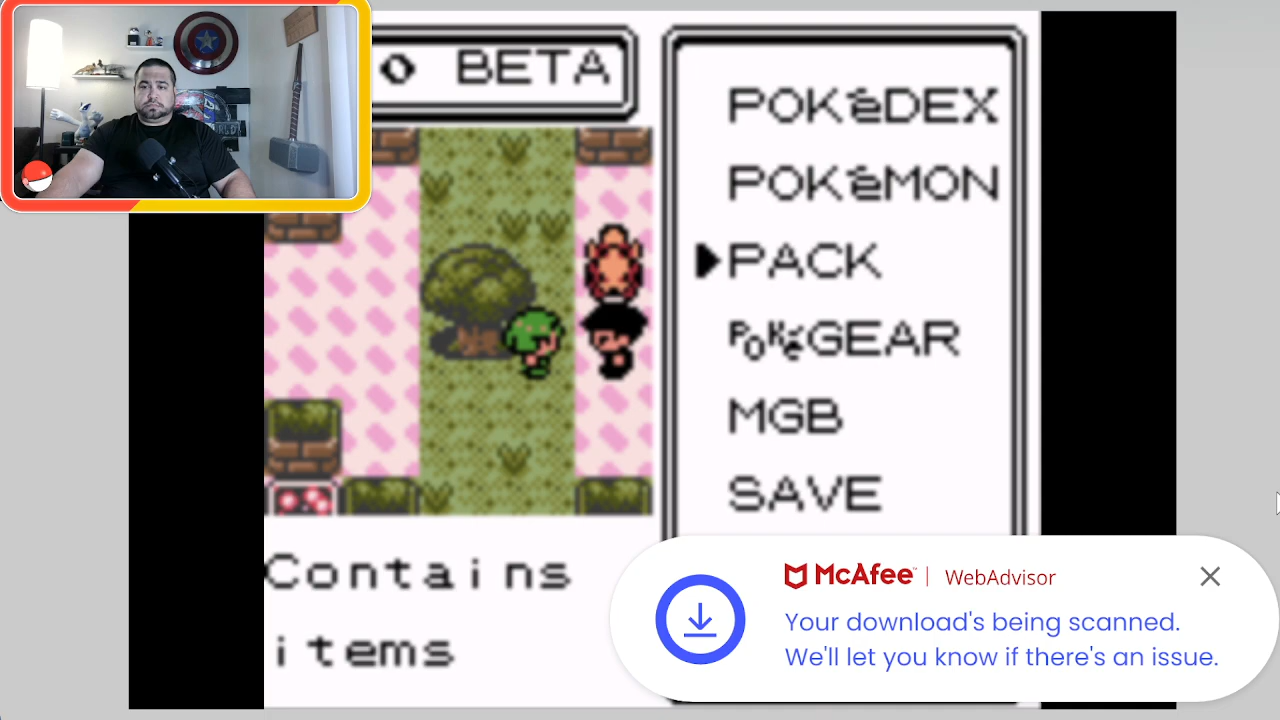 BETA
POKéDEX
POKéMON
PACK
POKéGEAR
MGB
SAVE
Contains
items
McAfee | WebAdvisor
Your download's being scanned.
We'll let you know if there's an issue.